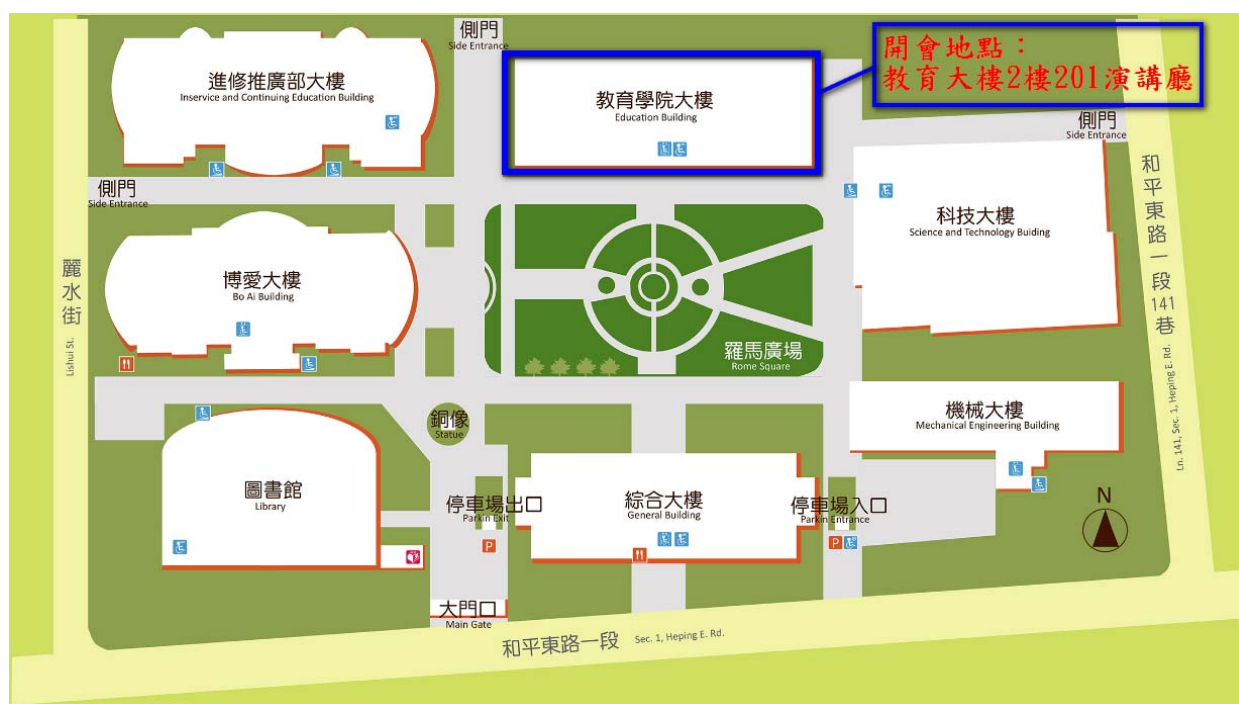 側門
Side Entrance
開會地點：
教育大樓2樓201演講廳
進修推廣部大樓
Inservice and Continuing Education Building
教育學院大樓
Education Building
側門
Side Entrance
側門
Side Entrance
和平東路一段141巷
Ln. 141, Sec. 1, Heping E. Rd.
科技大樓
Science and Technology Buiding
麗水街
Lishui St.
博愛大樓
Bo Ai Building
羅馬廣場
Rome Square
銅像
Statue
機械大樓
Mechanical Engineering Building
圖書館
Library
停車場出口
Parkin Exit
綜合大樓
General Building
停車場入口
Parkin Entrance
N
P
P
大門口
Main Gate
和平東路一段 Sec. 1, Heping E. Rd.